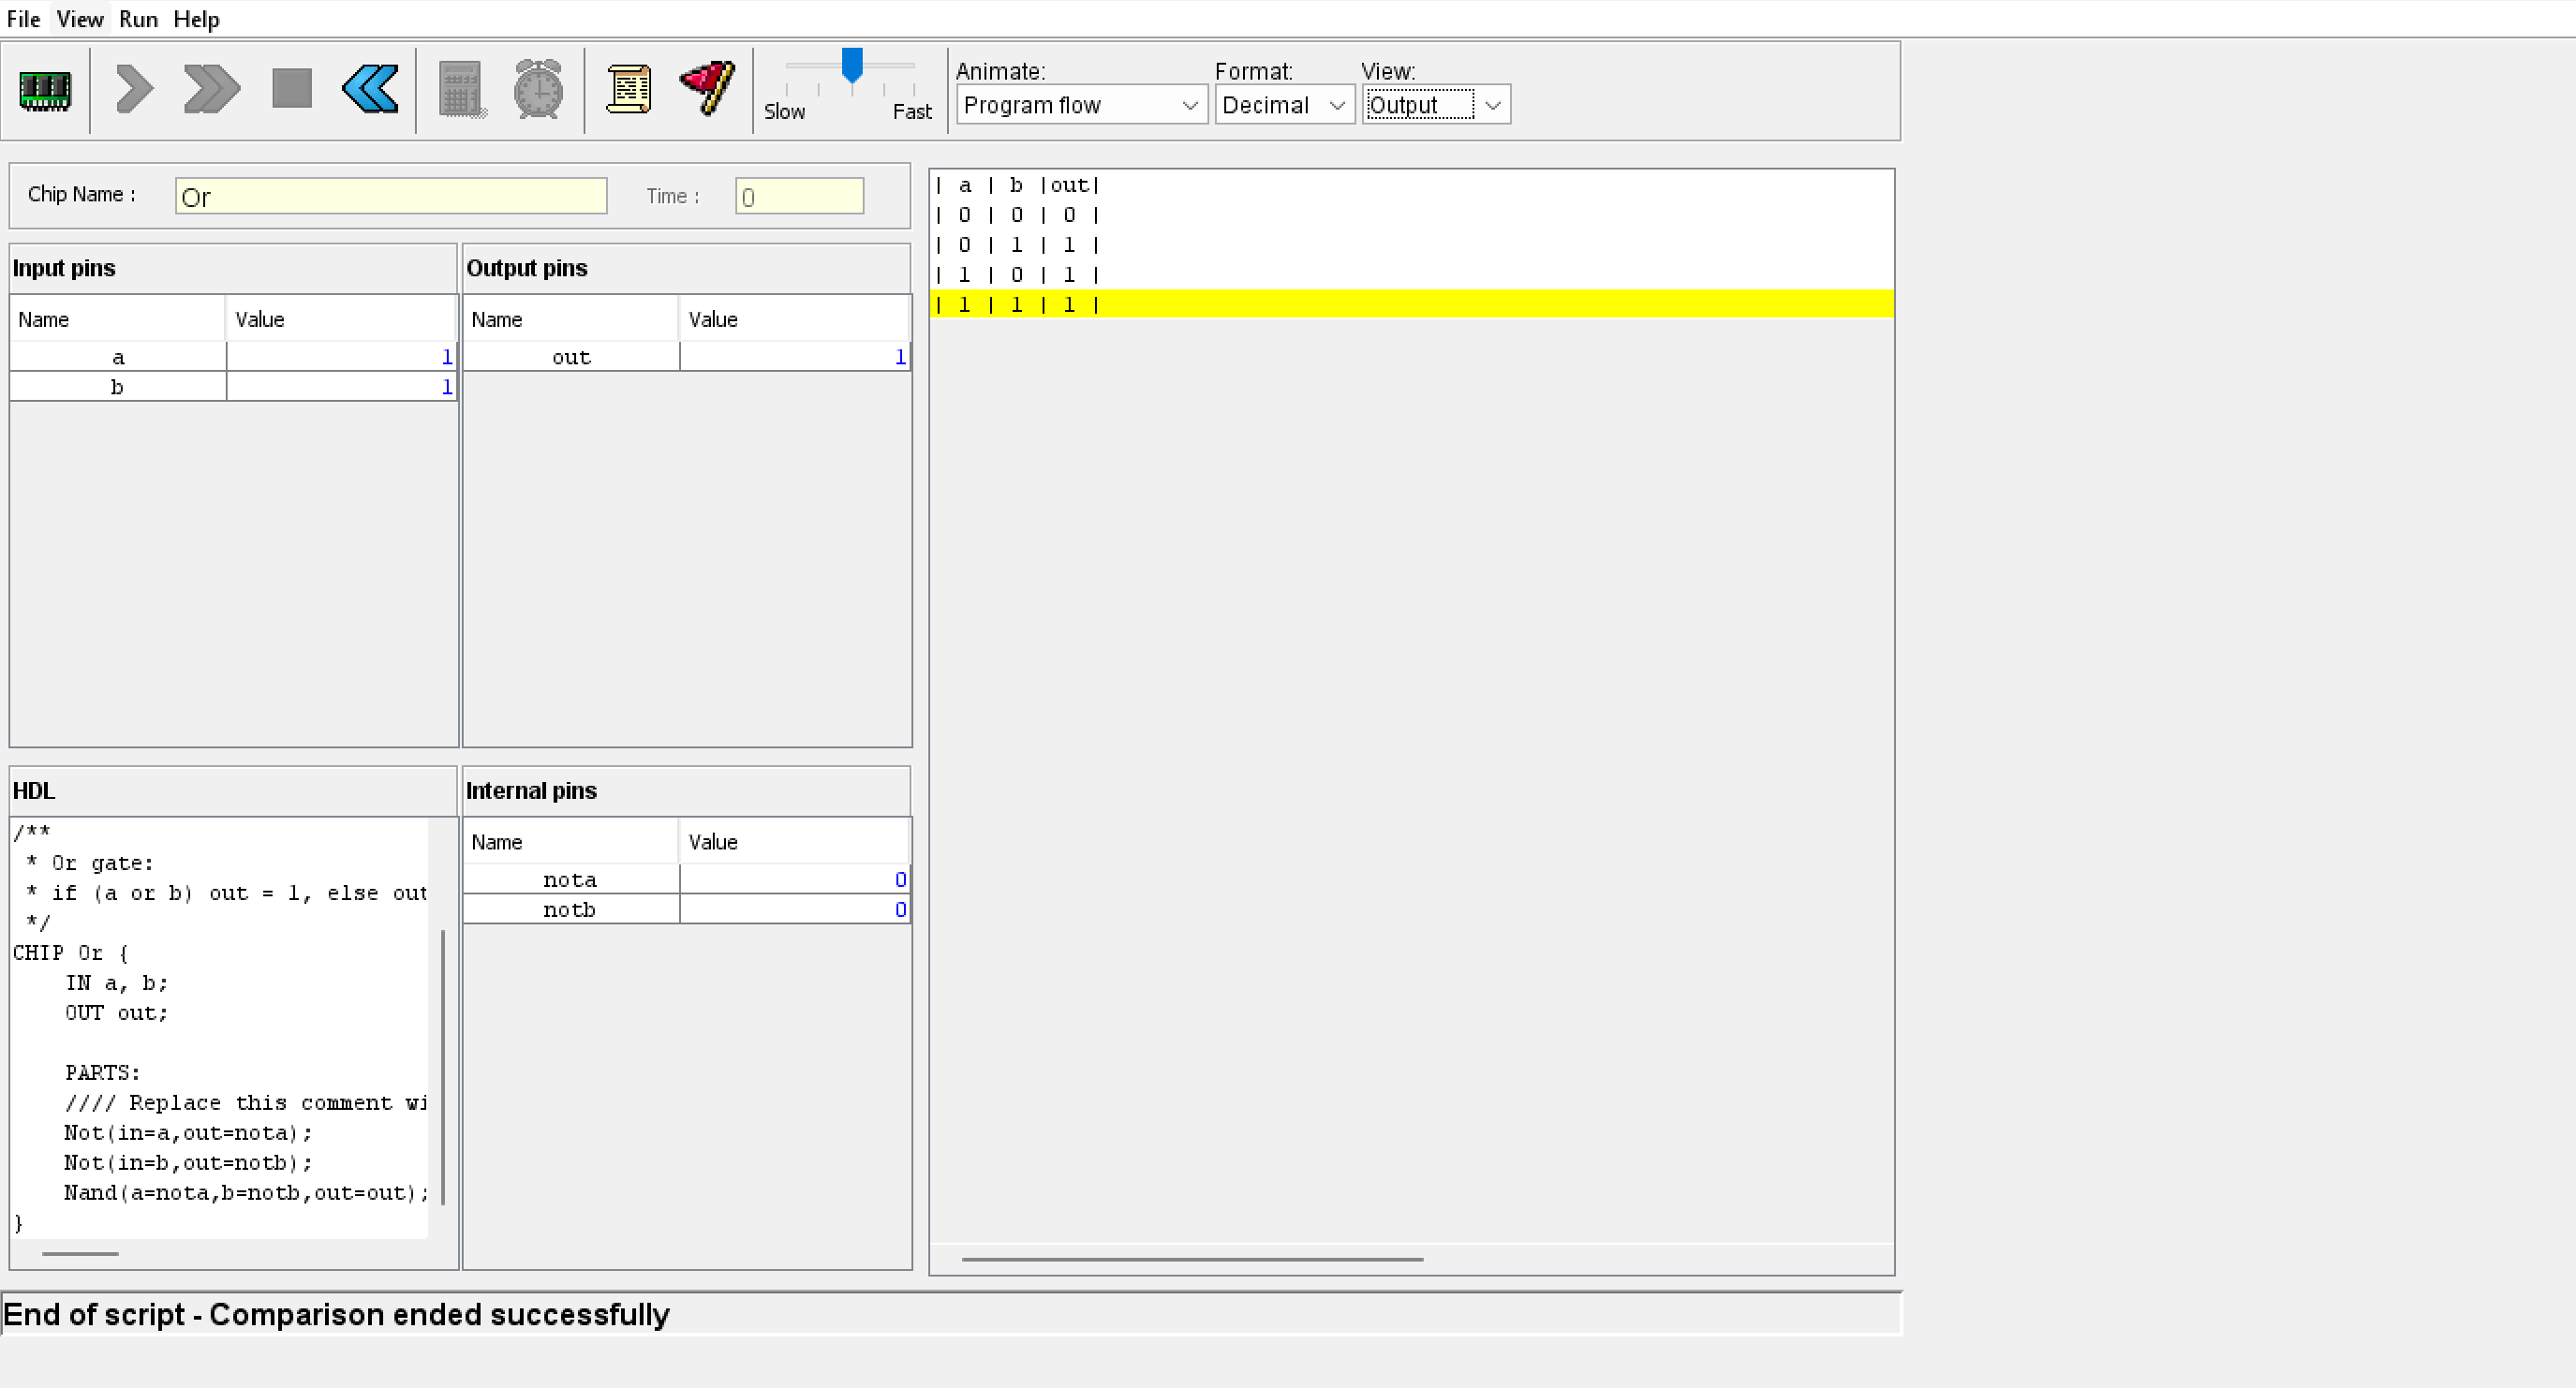 File View Run Help
Animate: Format: View:
Slow Fast Program flow Decimal Output
Chip Name : Or Time : 0
Input pins
Name Value
a 1
b 1
Output pins
Name Value
out 1
| a | b |out|
| 0 | 0 | 0 |
| 0 | 1 | 1 |
| 1 | 0 | 1 |
| 1 | 1 | 1 |
HDL
/**
* Or gate:
* if (a or b) out = 1, else out
*/
CHIP Or {
IN a, b;
OUT out;
PARTS:
//// Replace this comment wi
Not(in=a,out=nota);
Not(in=b,out=notb);
Nand(a=nota,b=notb,out=out);
}
Internal pins
Name Value
nota 0
notb 0
End of script - Comparison ended successfully